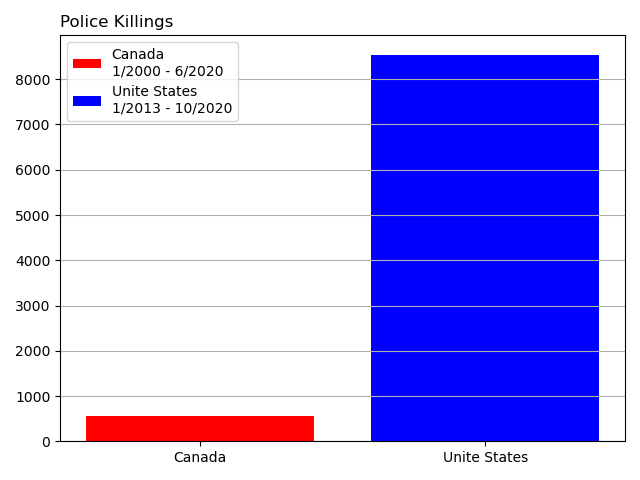 Police Killings
Canada
1/2000 - 6/2020
Unite States
1/2013 - 10/2020
8000
7000
6000
5000
4000
3000
2000
1000
0
Canada
Unite States